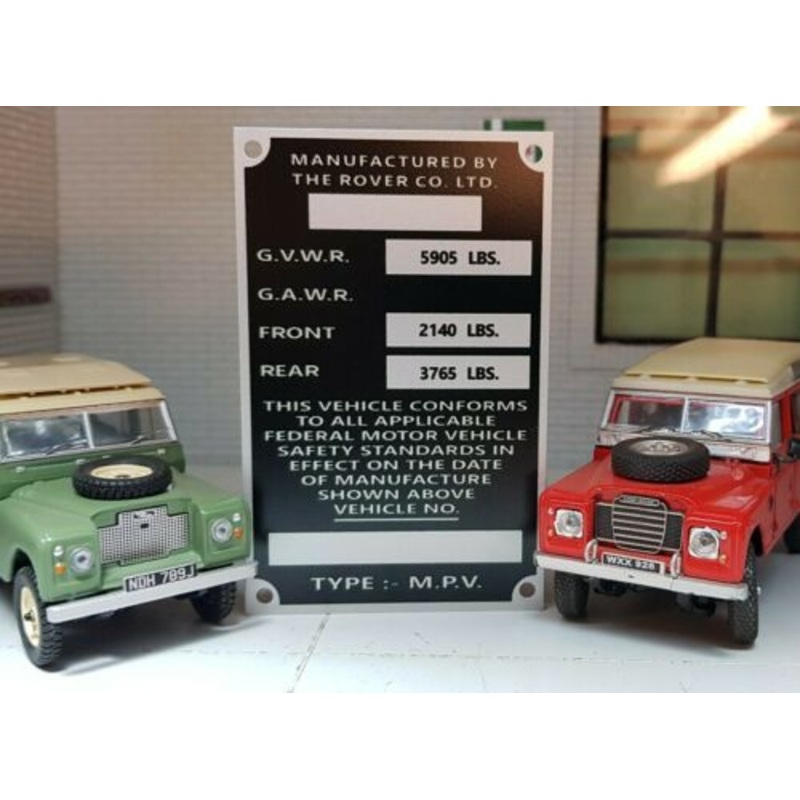 MANUFACTURED BY
THE ROVER CO. LTD.
G.V.W.R. 5905 LBS.
G.A.W.R.
FRONT 2140 LBS.
REAR 3765 LBS.
THIS VEHICLE CONFORMS
TO ALL APPLICABLE
FEDERAL MOTOR VEHICLE
SAFETY STANDARDS IN
EFFECT ON THE DATE
OF MANUFACTURE
SHOWN ABOVE
VEHICLE NO.
TYPE :- M.P.V.
NDH 789J
WXX 928